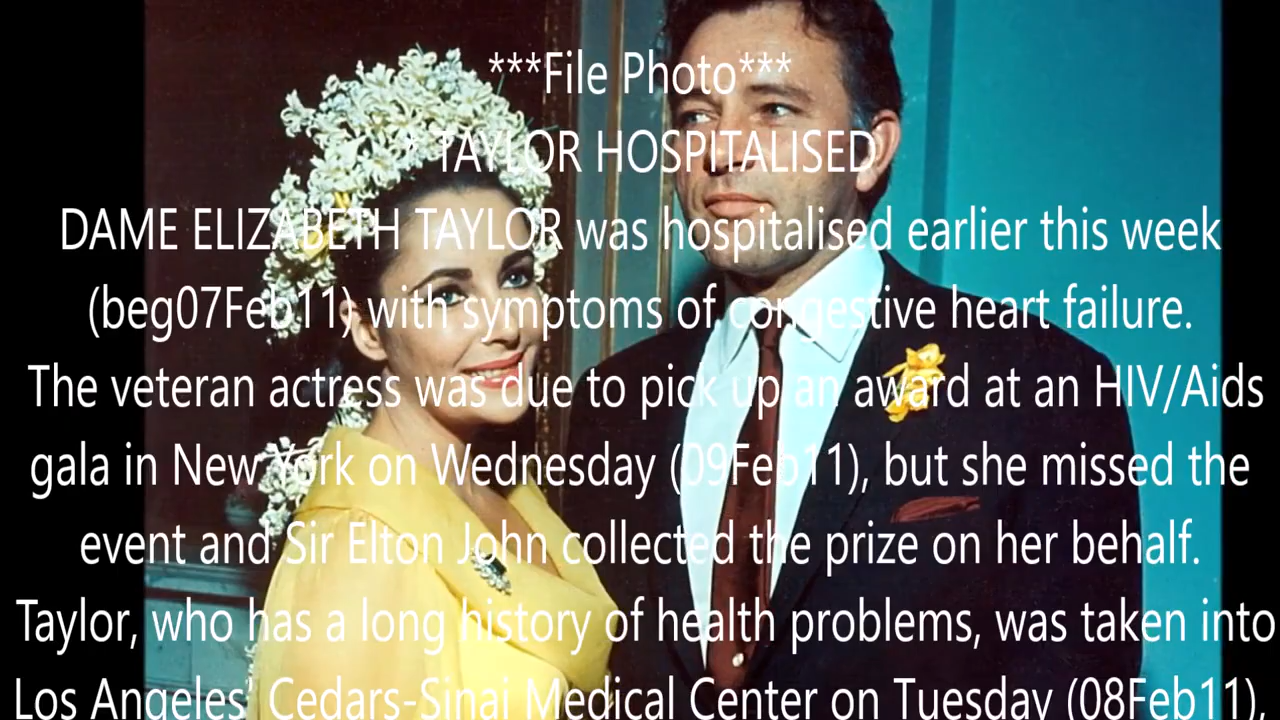 ***File Photo***
* TAYLOR HOSPITALISED
DAME ELIZABETH TAYLOR was hospitalised earlier this week
(beg07Feb11) with symptoms of congestive heart failure.
The veteran actress was due to pick up an award at an HIV/Aids
gala in New York on Wednesday (09Feb11), but she missed the
event and Sir Elton John collected the prize on her behalf.
Taylor, who has a long history of health problems, was taken into
Los Angeles' Cedars-Sinai Medical Center on Tuesday (08Feb11),